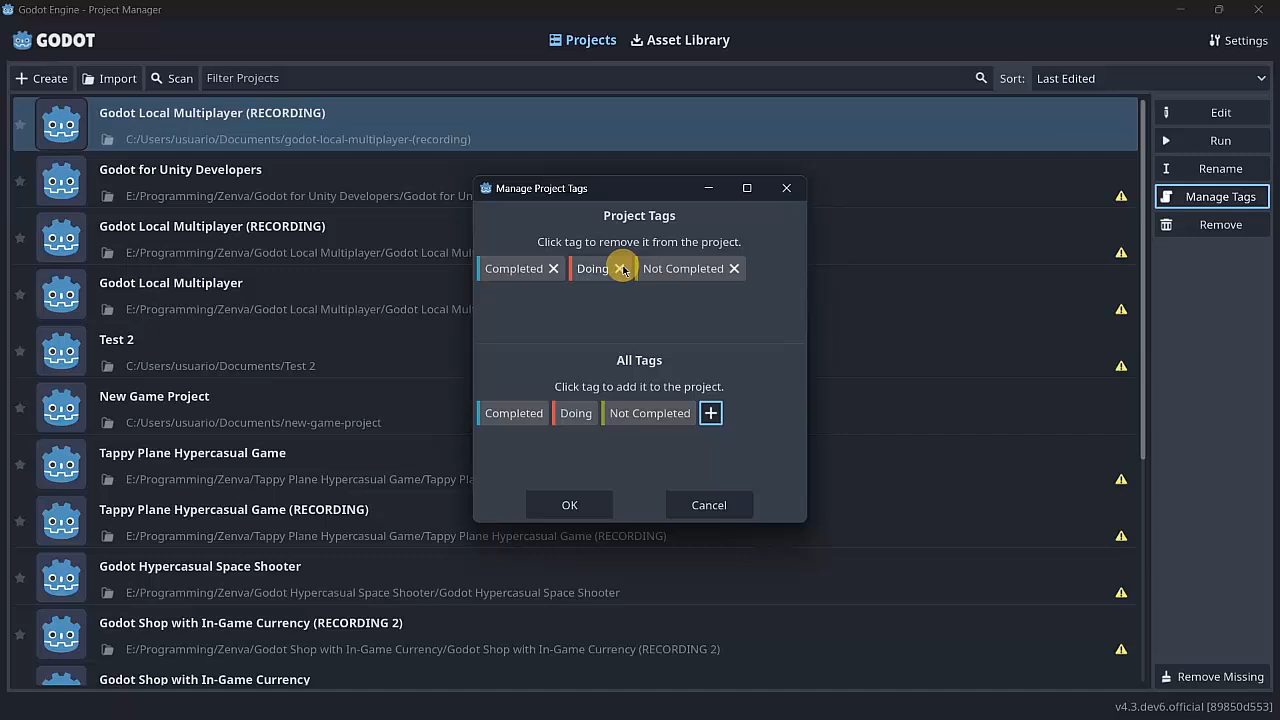 Godot Engine - Project Manager
GODOT
Projects
Asset Library
Settings
Create
Import
Scan
Filter Projects
Sort:
Last Edited
Godot Local Multiplayer (RECORDING)
C:/Users/usuario/Documents/godot-local-multiplayer-(recording)
Godot for Unity Developers
E:/Programming/Zenva/Godot for Unity Developers/Godot for Un
Godot Local Multiplayer (RECORDING)
E:/Programming/Zenva/Godot Local Multiplayer/Godot Local Mul
Godot Local Multiplayer
E:/Programming/Zenva/Godot Local Multiplayer/Godot Local Mul
Test 2
C:/Users/usuario/Documents/Test 2
New Game Project
C:/Users/usuario/Documents/new-game-project
Tappy Plane Hypercasual Game
E:/Programming/Zenva/Tappy Plane Hypercasual Game/Tappy Pla
Tappy Plane Hypercasual Game (RECORDING)
E:/Programming/Zenva/Tappy Plane Hypercasual Game/Tappy Plane Hypercasual Game (RECORDING)
Godot Hypercasual Space Shooter
E:/Programming/Zenva/Godot Hypercasual Space Shooter/Godot Hypercasual Space Shooter
Godot Shop with In-Game Currency (RECORDING 2)
E:/Programming/Zenva/Godot Shop with In-Game Currency/Godot Shop with In-Game Currency (RECORDING 2)
Godot Shop with In-Game Currency
Manage Project Tags
Project Tags
Click tag to remove it from the project.
Completed
Doing
Not Completed
All Tags
Click tag to add it to the project.
Completed
Doing
Not Completed
OK
Cancel
Edit
Run
Rename
Manage Tags
Remove
Remove Missing
v4.3.dev6.official [89850d553]